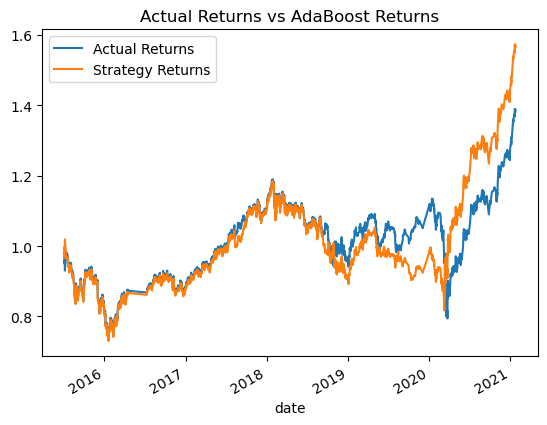 Actual Returns vs AdaBoost Returns
Actual Returns
Strategy Returns
1.6
1.4
1.2
1.0
0.8
2016
2017
2018
2019
2020
2021
date